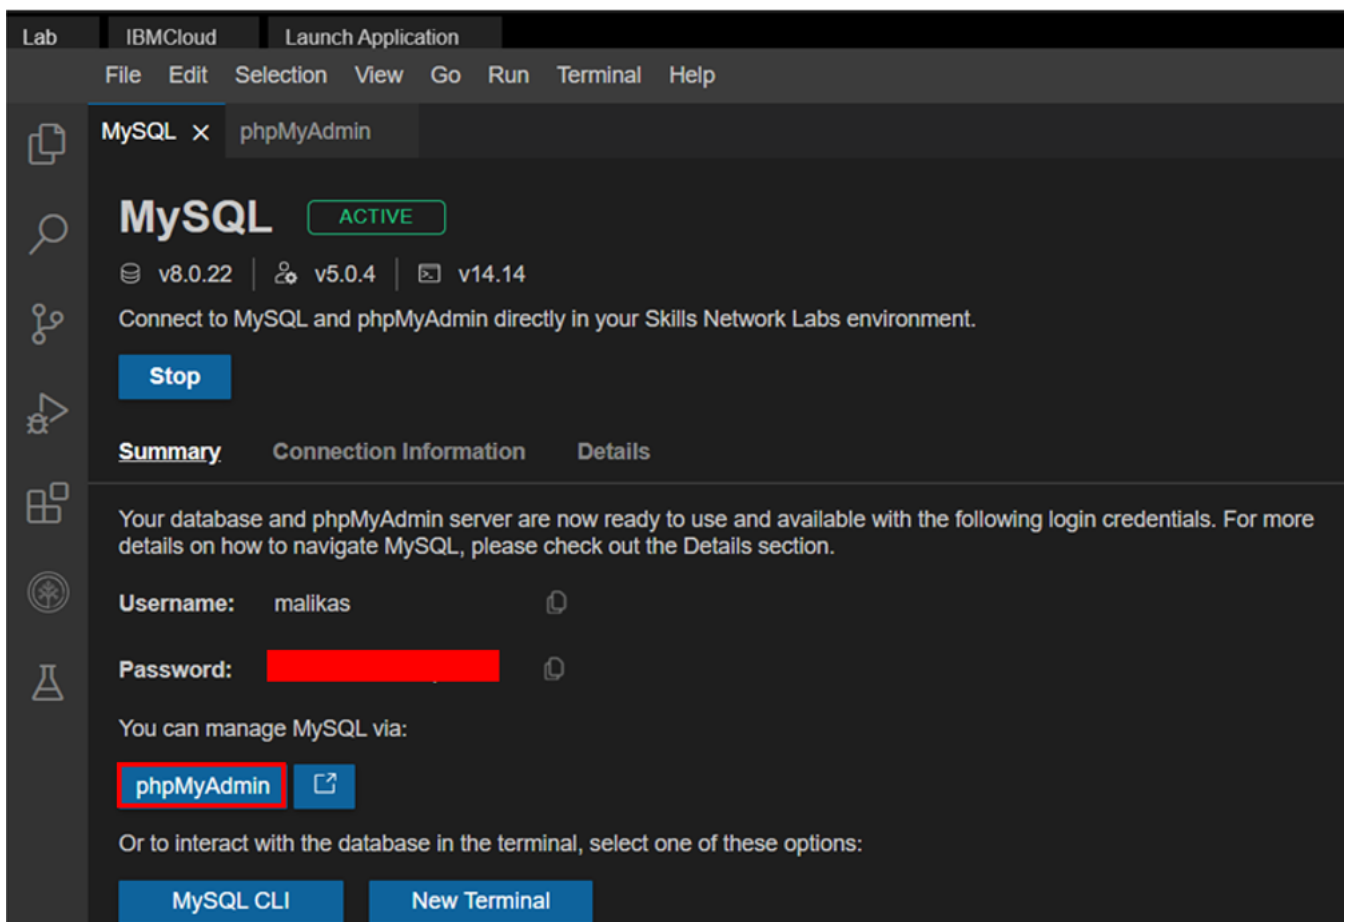 Lab IBMCloud Launch Application
File Edit Selection View Go Run Terminal Help
MySQL phpMyAdmin
MySQL ACTIVE
v8.0.22 v5.0.4 v14.14
Connect to MySQL and phpMyAdmin directly in your Skills Network Labs environment.
Stop
Summary Connection Information Details
Your database and phpMyAdmin server are now ready to use and available with the following login credentials. For more
details on how to navigate MySQL, please check out the Details section.
Username: malikas
Password:
You can manage MySQL via:
phpMyAdmin
Or to interact with the database in the terminal, select one of these options:
MySQL CLI New Terminal